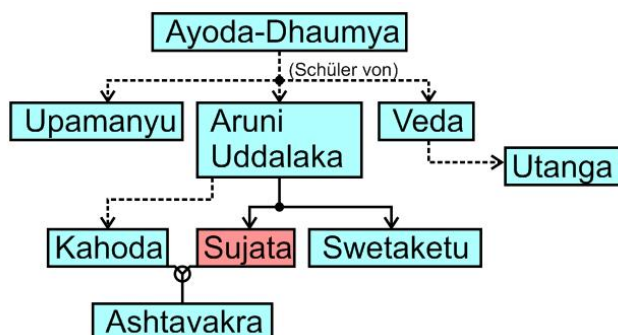 Ayoda-Dhaumya
(Schüler von)
Upamanyu
Aruni
Uddalaka
Veda
Utanga
Kahoda
Sujata
Swetaketu
Ashtavakra